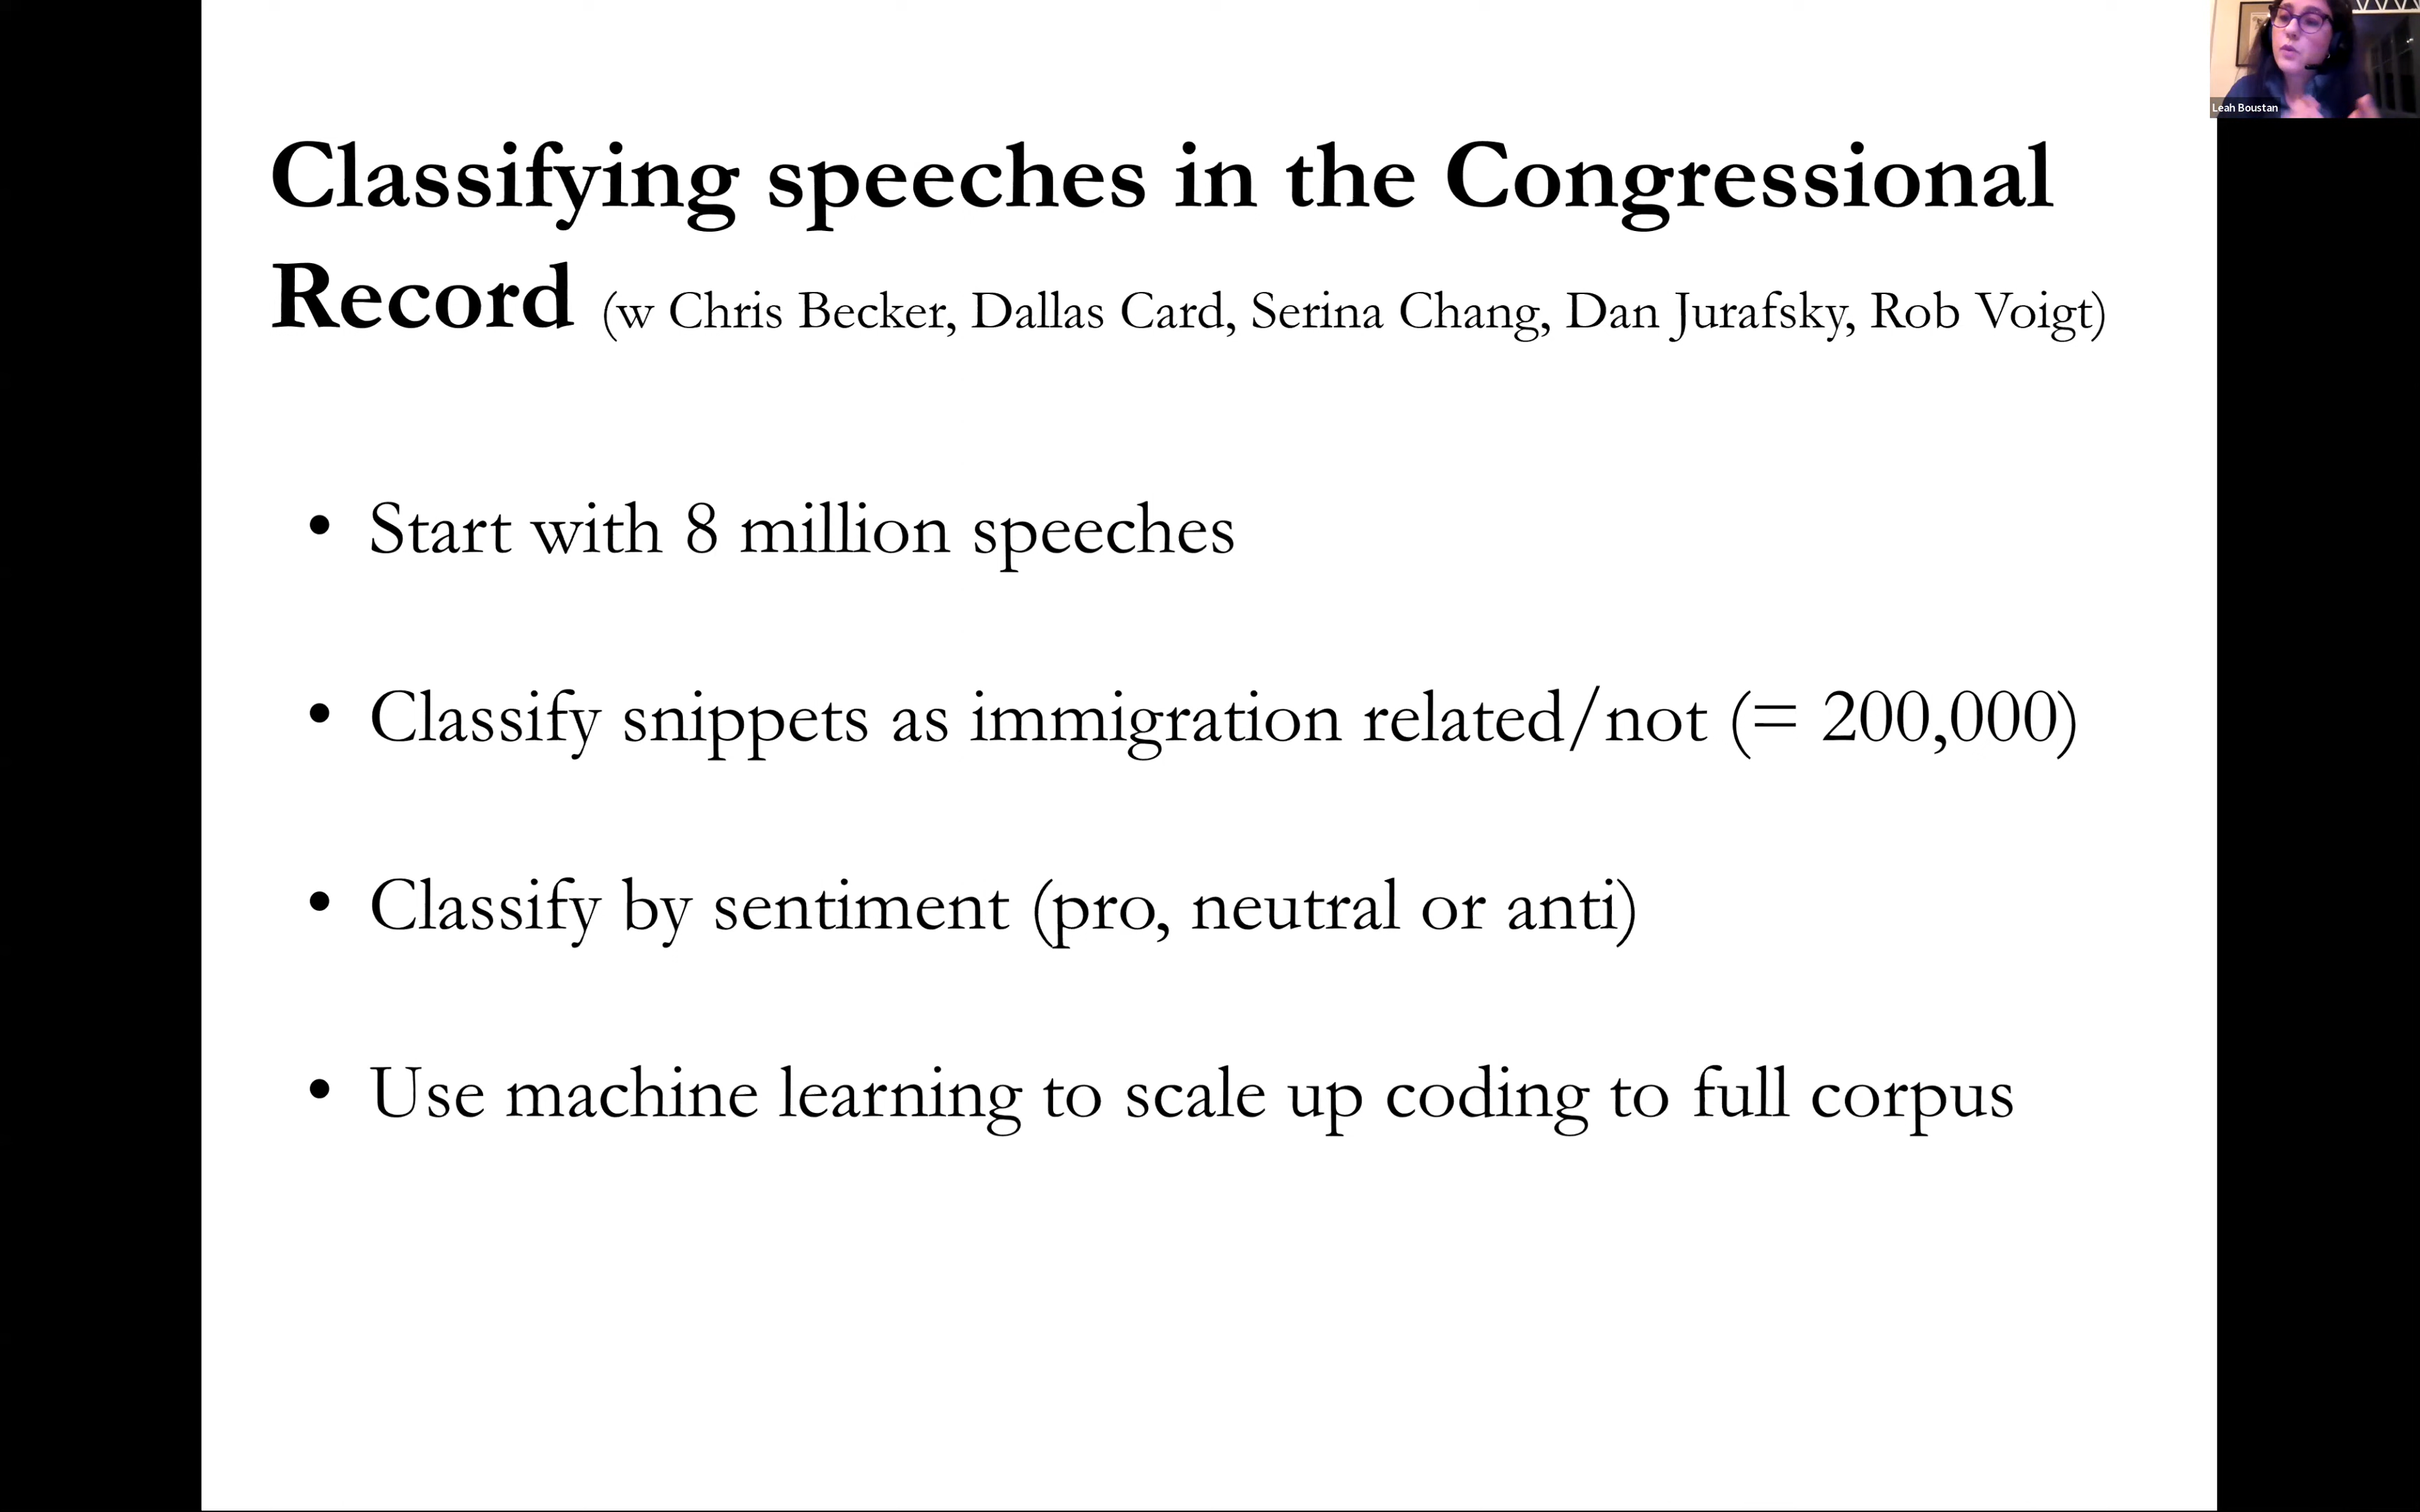 Leah Boustan
Classifying speeches in the Congressional
Record (w Chris Becker, Dallas Card, Serina Chang, Dan Jurafsky, Rob Voigt)
• Start with 8 million speeches
• Classify snippets as immigration related/not (= 200,000)
• Classify by sentiment (pro, neutral or anti)
• Use machine learning to scale up coding to full corpus